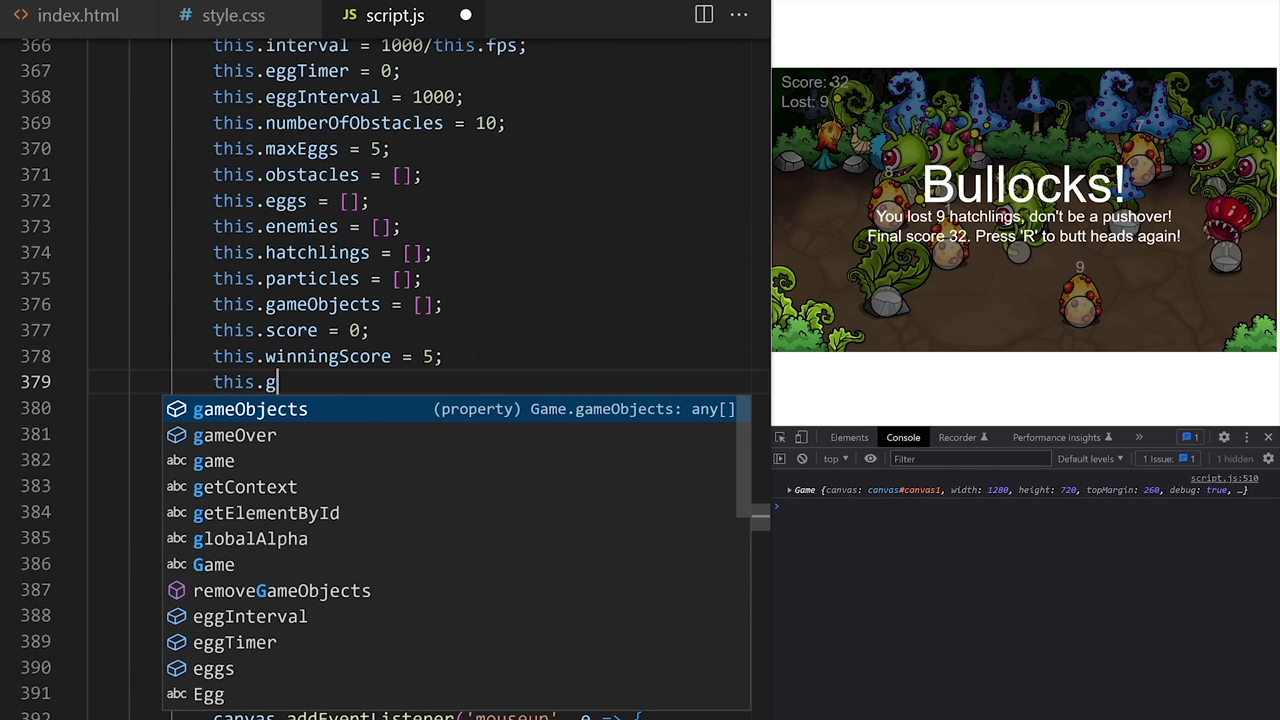 index.html
style.css
JS script.js
366 this.interval = 1000/this.fps;
367 this.eggTimer = 0;
368 this.eggInterval = 1000;
369 this.numberOfObstacles = 10;
370 this.maxEggs = 5;
371 this.obstacles = [];
372 this.eggs = [];
373 this.enemies = [];
374 this.hatchlings = [];
375 this.particles = [];
376 this.gameObjects = [];
377 this.score = 0;
378 this.winningScore = 5;
379 this.g
380 gameObjects (property) Game.gameObjects: any[]
381 gameOver
382 abc game
383 abc getContext
384 abc getElementById
385 abc globalAlpha
386 abc Game
387 removeGameObjects
388 eggInterval
389 eggTimer
390 eggs
391 abc Egg
392 canvas.addEventListener('mouseup', e => {
Score: 32
Lost: 9
7
8
1
Bullocks!
You lost 9 hatchlings, don't be a pushover!
Final score 32. Press 'R' to butt heads again!
9
Elements Console Recorder Performance insights » 1
top Filter Default levels 1 Issue: 1 1 hidden
script.js:510
Game {canvas: canvas#canvas1, width: 1280, height: 720, topMargin: 260, debug: true, …}